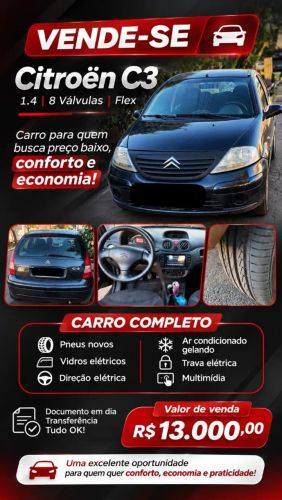 VENDE-SE
Citroën C3
1.4 | 8 Válvulas | Flex
Carro para quem
busca preço baixo,
conforto e
economia!
CARRO COMPLETO
Pneus novos
Vidros elétricos
Direção elétrica
Ar condicionado
gelando
Trava elétrica
Multimídia
Documento em dia
Transferência
Tudo OK!
Valor de venda
R$ 13.000,00
Uma excelente oportunidade
para quem quer conforto, economia e praticidade!